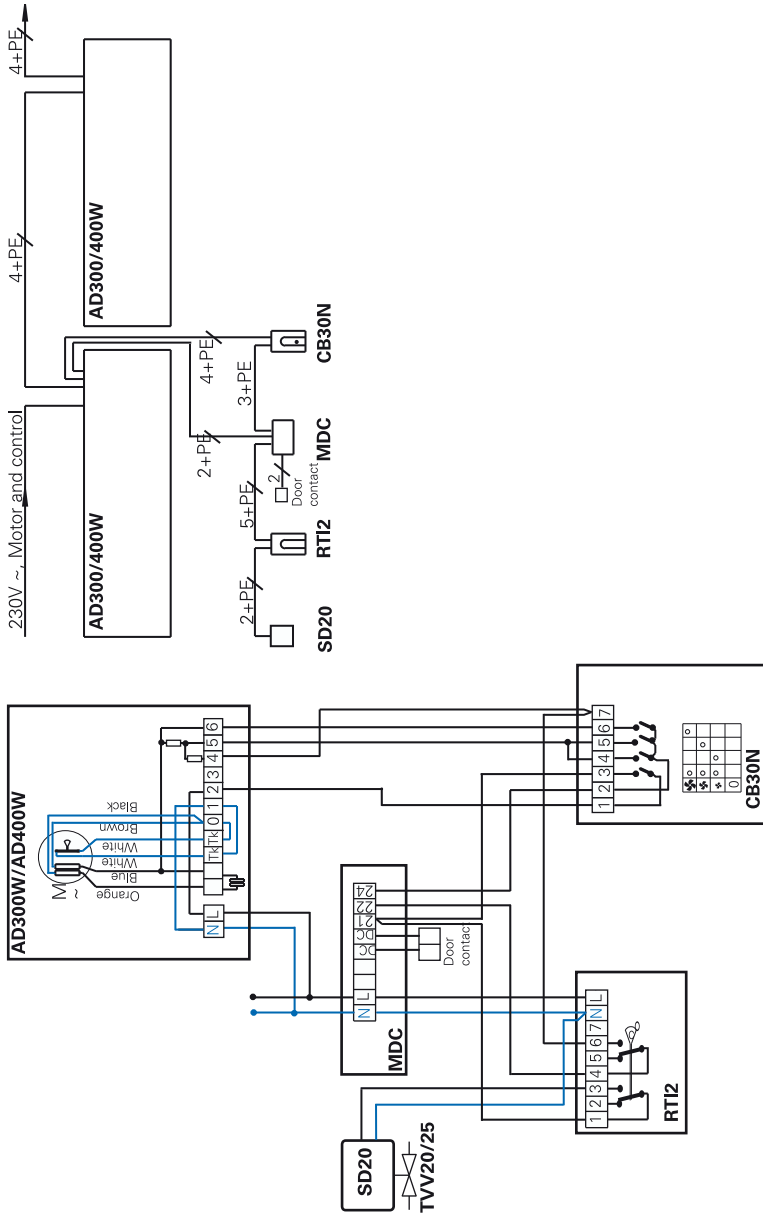 230V ~, Motor and control
4+PE
4+PE
AD300/400W
AD300/400W
4+PE
2+PE
3+PE
CB30N
MDC
2
Door
contact
5+PE
RTI2
2+PE
SD20
AD300W/AD400W
M
~
Orange
Blue
White
White
Brown
Black
N L
Tk Tk 0 1 2 3 4 5 6
MDC
N L DC DC 21 22 24
Door
contact
SD20
TVV20/25
RTI2
1 2 3 4 5 6 7 N L
CB30N
1 2 3 4 5 6 7
0